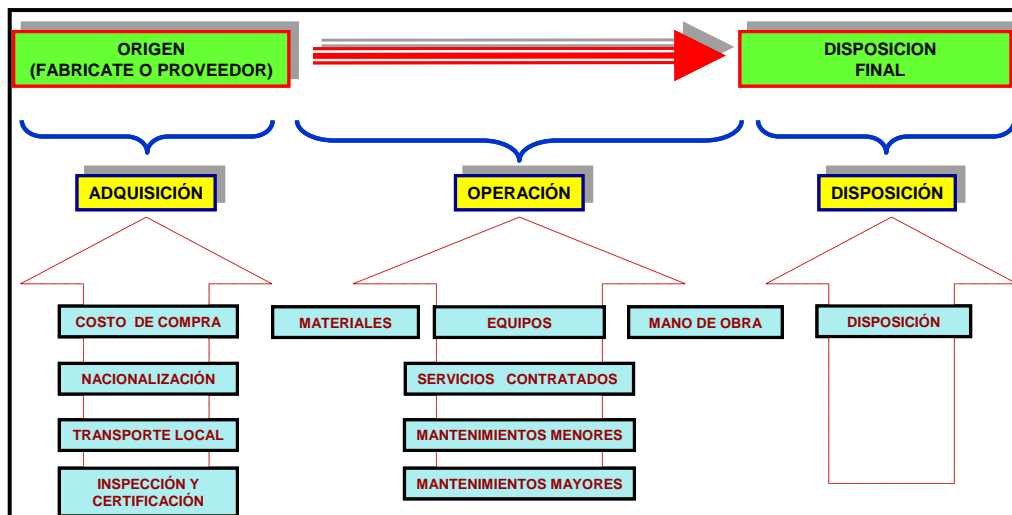 ORIGEN
(FABRICATE O PROVEEDOR)
DISPOSICION
FINAL
ADQUISICIÓN
OPERACIÓN
DISPOSICIÓN
COSTO DE COMPRA
MATERIALES
EQUIPOS
MANO DE OBRA
DISPOSICIÓN
NACIONALIZACIÓN
SERVICIOS CONTRATADOS
TRANSPORTE LOCAL
MANTENIMIENTOS MENORES
INSPECCIÓN Y
CERTIFICACIÓN
MANTENIMIENTOS MAYORES